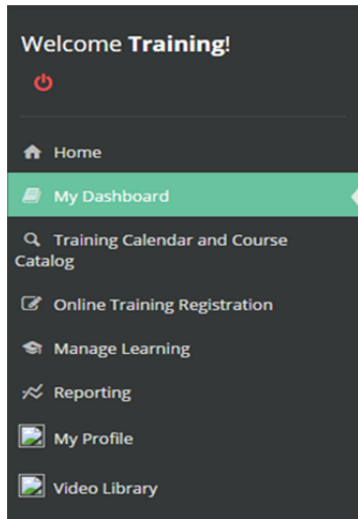 Welcome Training!
Home
My Dashboard
Training Calendar and Course
Catalog
Online Training Registration
Manage Learning
Reporting
My Profile
Video Library